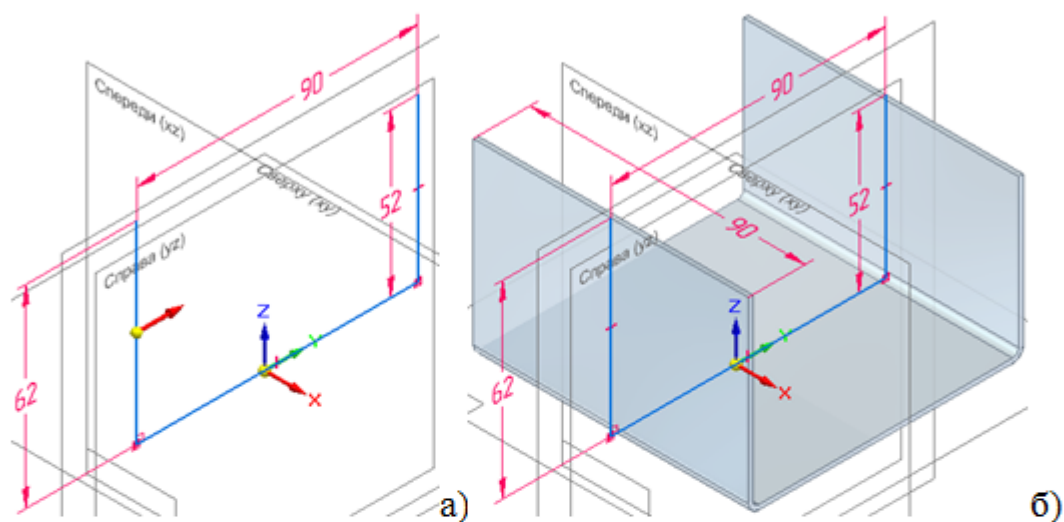 90
Спереди (xz)
Сверху (xy)
52
Справа (yz)
62
Z
Y
X
а)
90
Спереди (xz)
Сверху (xy)
52
90
Справа (yz)
62
Z
Y
X
б)